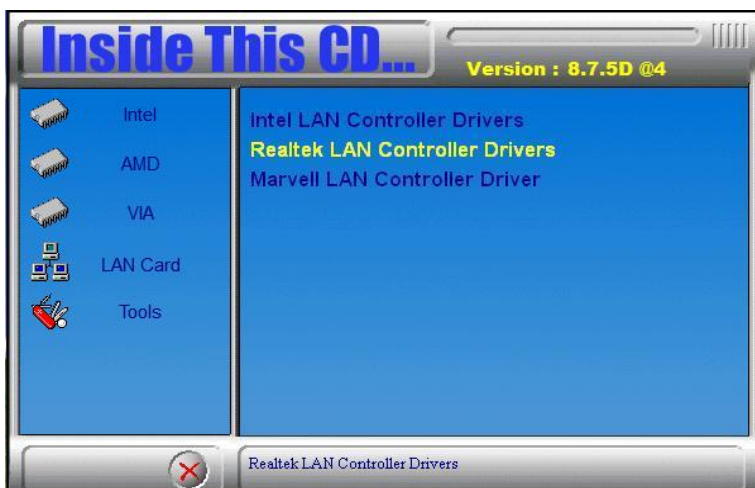 Inside This CD...
Version : 8.7.5D @4
Intel
AMD
VIA
LAN Card
Tools
Intel LAN Controller Drivers
Realtek LAN Controller Drivers
Marvell LAN Controller Driver
Realtek LAN Controller Drivers